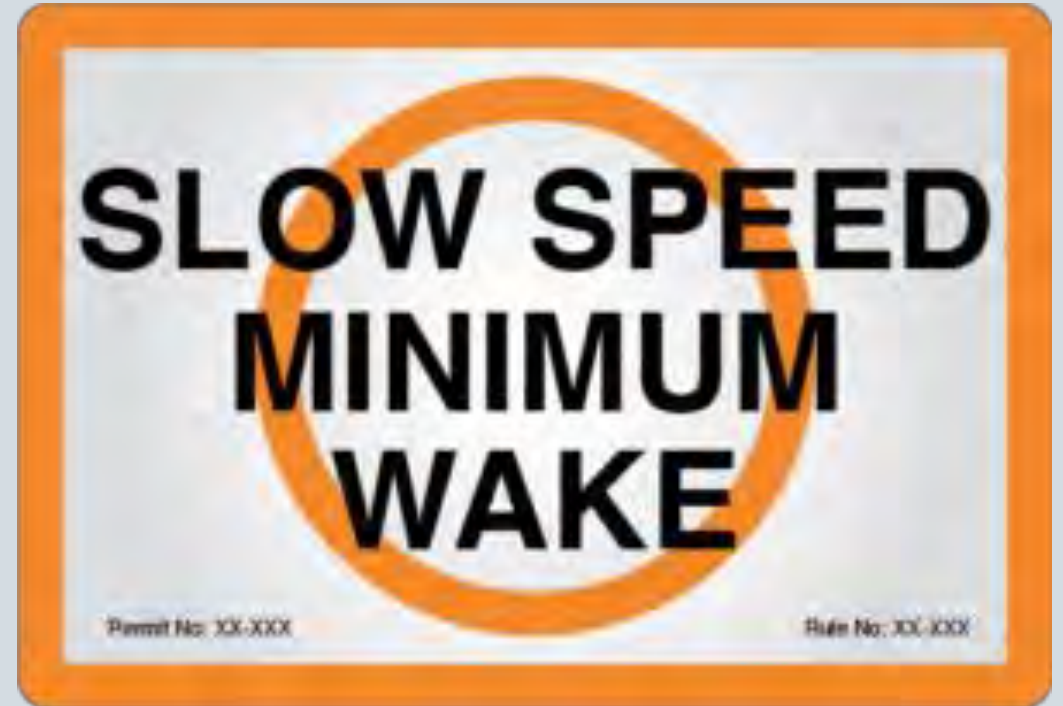 SLOW SPEED
MINIMUM
WAKE
Permit No: XX-XXX
Rule No: XX-XXX